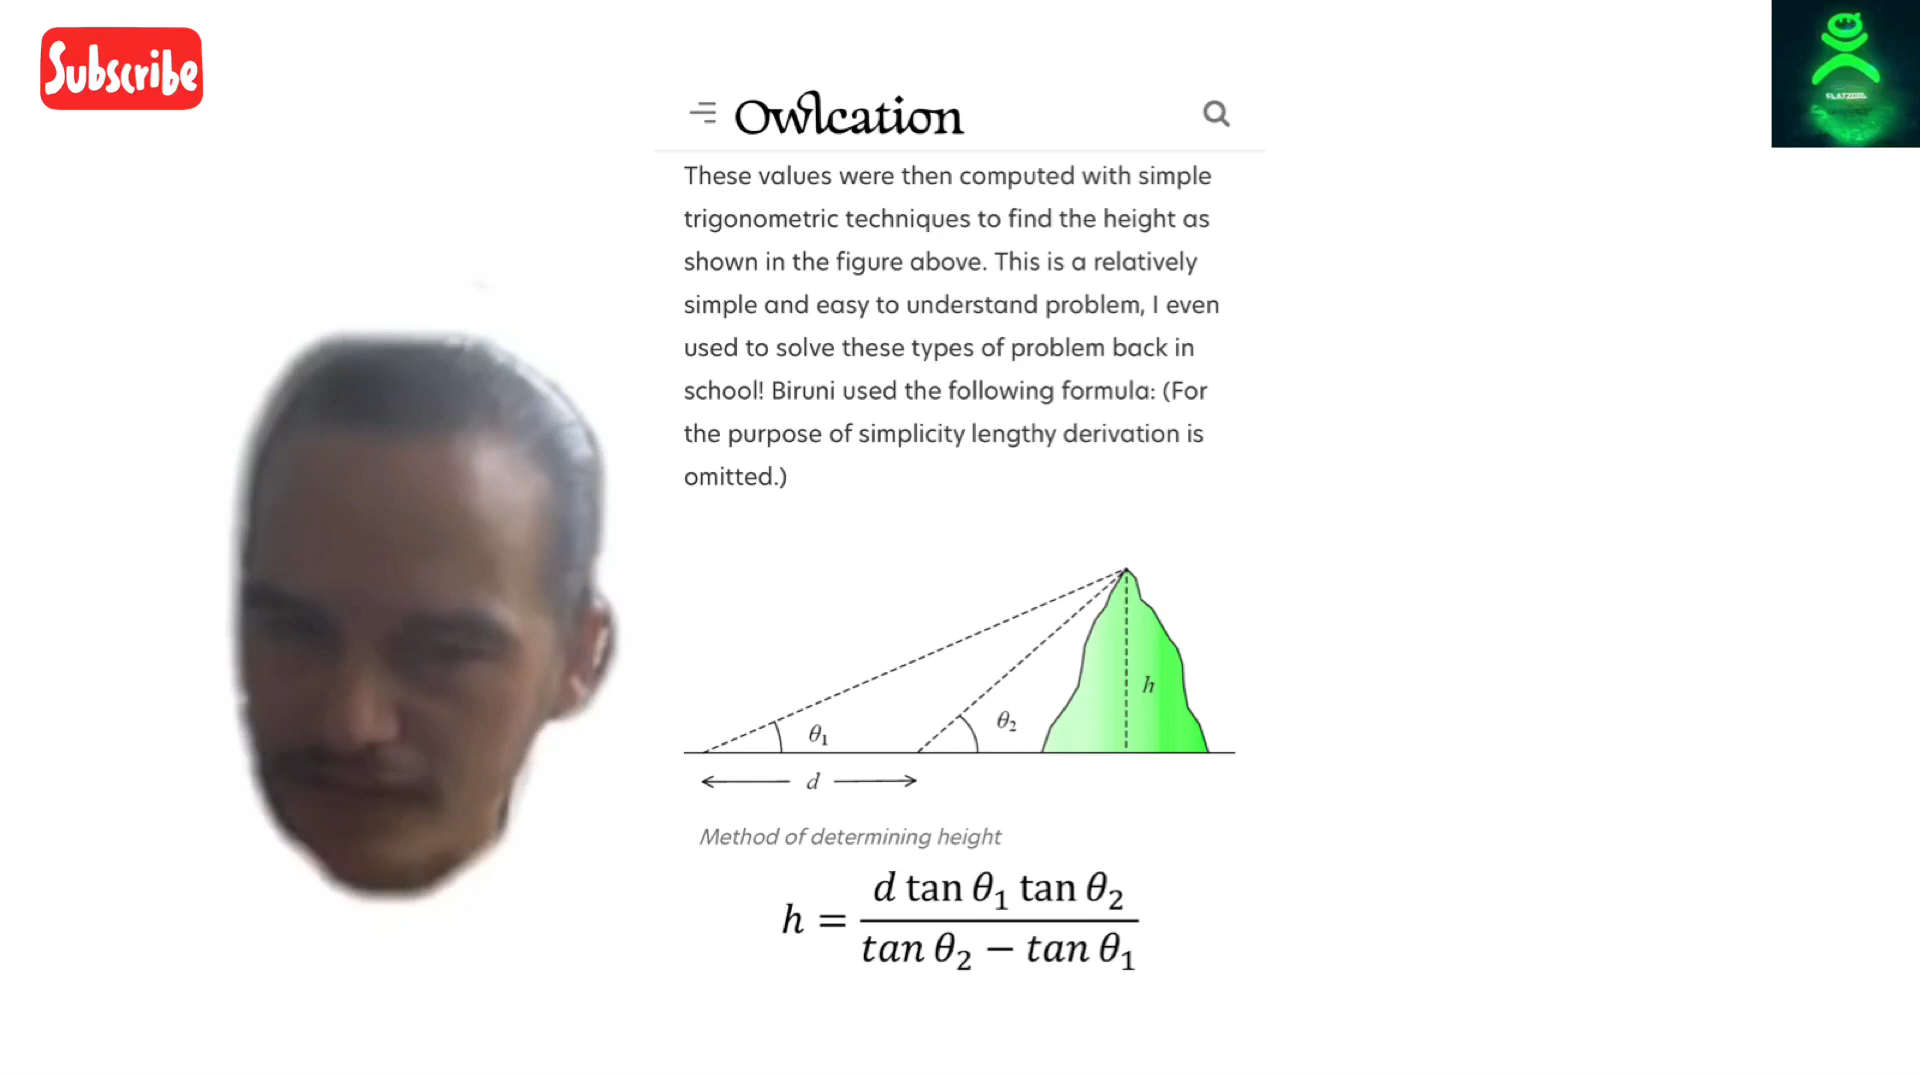 Subscribe
Owlcation
FLATZOID
These values were then computed with simple
trigonometric techniques to find the height as
shown in the figure above. This is a relatively
simple and easy to understand problem, I even
used to solve these types of problem back in
school! Biruni used the following formula: (For
the purpose of simplicity lengthy derivation is
omitted.)
h
θ₁
θ₂
d
Method of determining height
h = d tan θ₁ tan θ₂ / tan θ₂ − tan θ₁